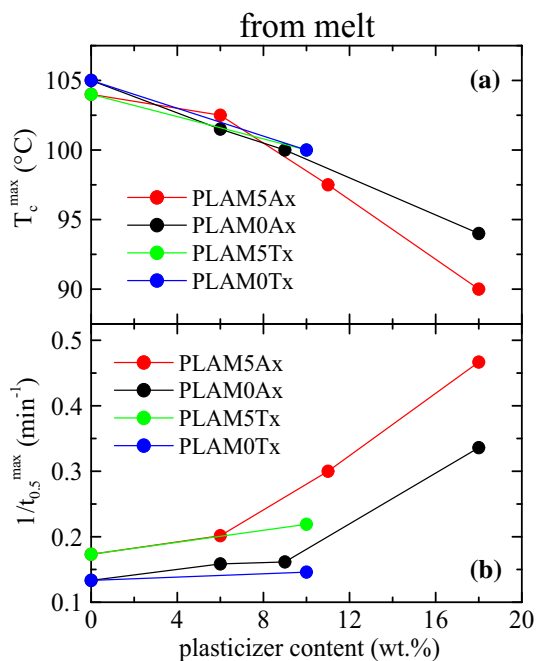 from melt
(a)
105
100
95
90
T_c^max (°C)
PLAM5Ax
PLAM0Ax
PLAM5Tx
PLAM0Tx
0.5
0.4
0.3
0.2
0.1
1/t_0.5^max (min^-1)
PLAM5Ax
PLAM0Ax
PLAM5Tx
PLAM0Tx
(b)
0 4 8 12 16 20
plasticizer content (wt.%)